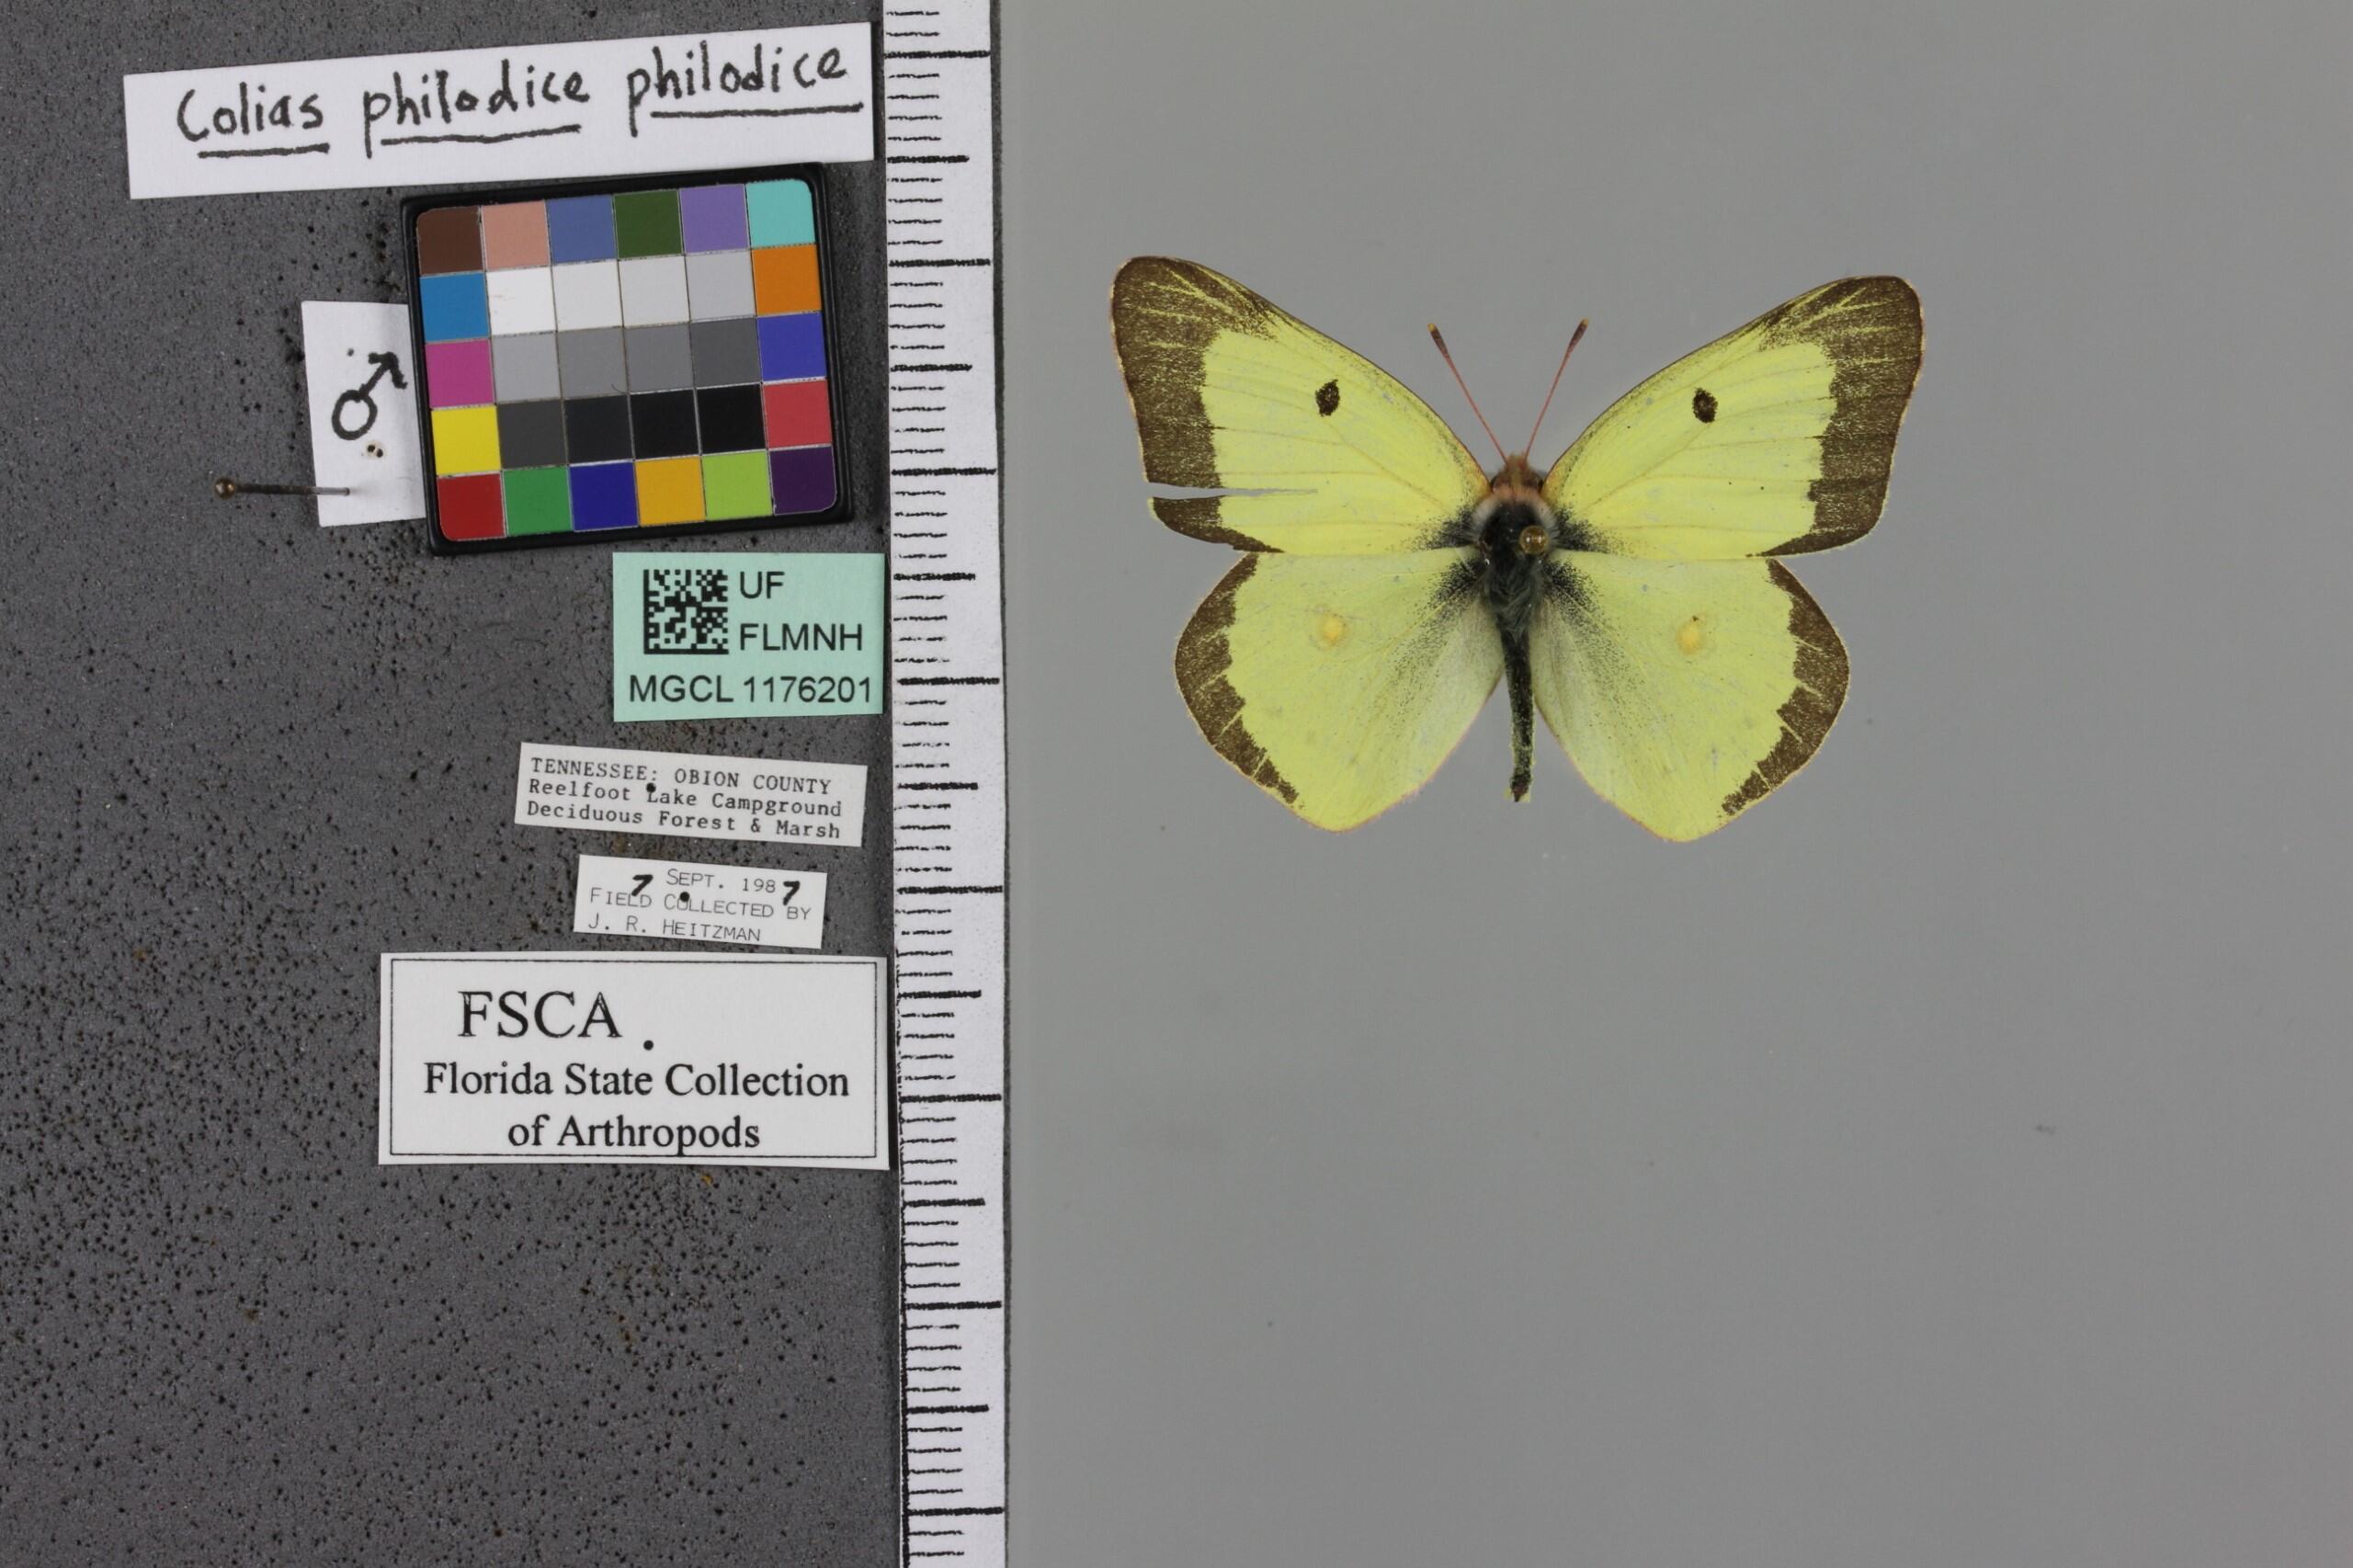 Colias philodice philodice
♂
UF
FLMNH
MGCL 1176201
TENNESSEE: OBION COUNTY
Reelfoot Lake Campground
Deciduous Forest & Marsh
7 SEPT. 1987
FIELD COLLECTED BY
J. R. HEITZMAN
FSCA
Florida State Collection
of Arthropods